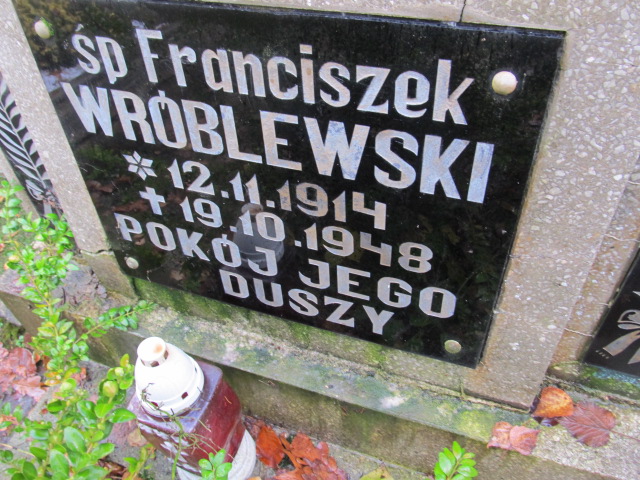 śp Franciszek
WRÓBLEWSKI
* 12.11.1914
✝ 19.10.1948
POKÓJ JEGO
DUSZY